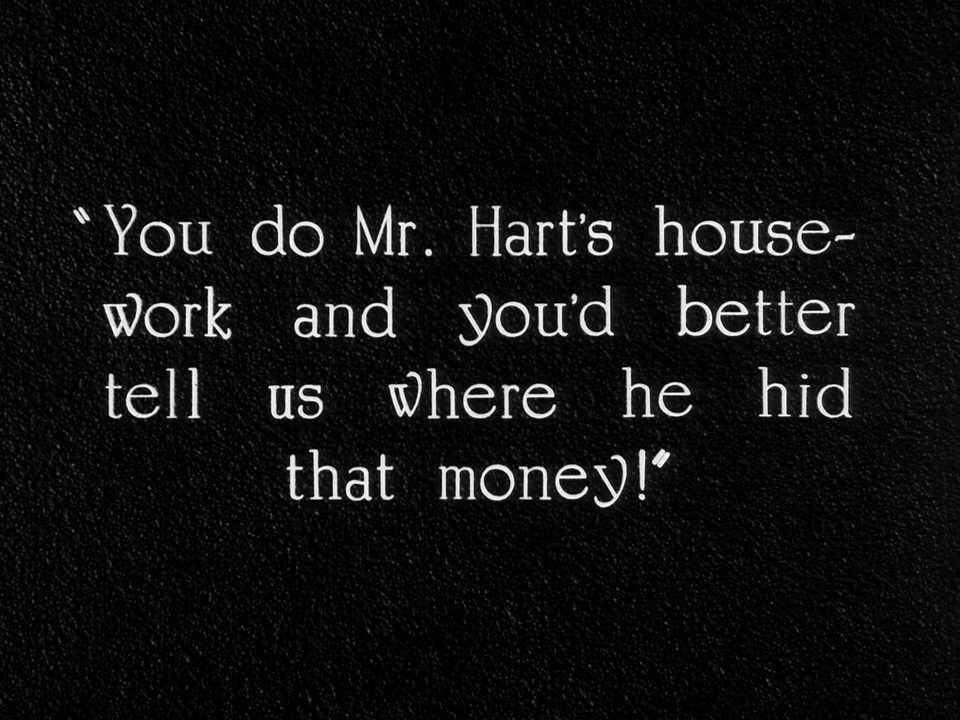 “You do Mr. Hart's house-
work and you'd better
tell us where he hid
that money!”